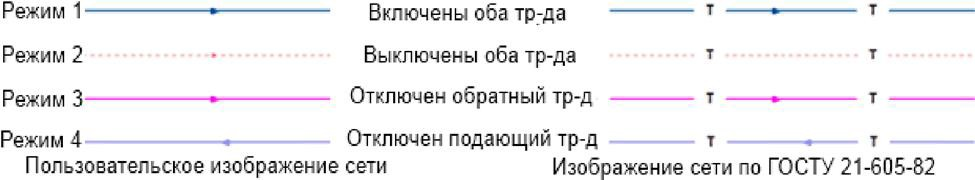 Режим 1 Включены оба тр-да т т
Режим 2 Выключены оба тр-да т т
Режим 3 Отключен обратный тр-д т т
Режим 4 Отключен подающий тр-д т т
Пользовательское изображение сети Изображение сети по ГОСТУ 21-605-82